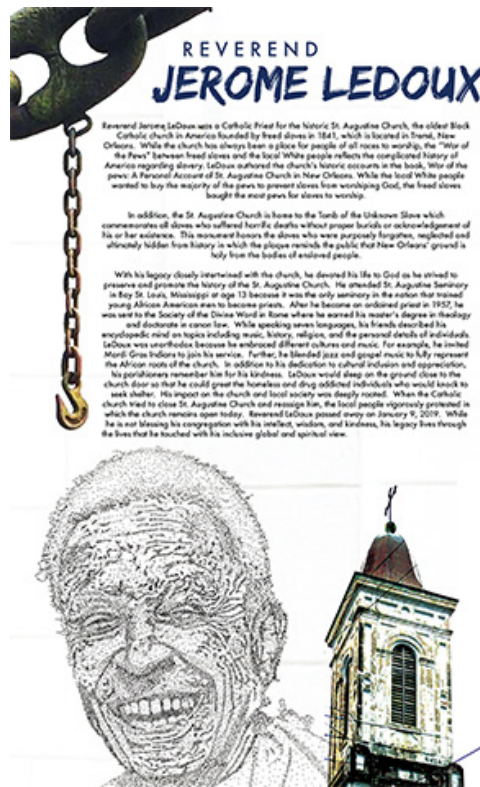 REVEREND
JEROME LEDOUX
Reverend Jerome LeDoux was a Catholic Priest for the historic St. Augustine Church, the oldest Black
Catholic church in America founded by freed slaves in 1841, which is located in Tremé, New
Orleans. While the church has always been a place for people of all races to worship, the "War of
the Pews" between freed slaves and the local White people reflects the complicated history of
America regarding slavery. LeDoux authored the church's historic accounts in the book, War of the
pews: A Personal Account of St. Augustine Church in New Orleans. While the local White people
wanted to buy the majority of the pews to prevent slaves from worshiping God, the freed slaves
bought the most pews for slaves to worship.
In addition, the St. Augustine Church is home to the Tomb of the Unknown Slave which
commemorates all slaves who suffered horrific deaths without proper burials or acknowledgement of
his or her existence. This monument honors the slaves who were purposely forgotten, neglected and
ultimately hidden from history in which the plaque reminds the public that New Orleans' ground is
holy from the bodies of enslaved people.
With his legacy closely intertwined with the church, he devoted his life to God as he strived to
preserve and promote the history of the St. Augustine Church. He attended St. Augustine Seminary
in Bay St. Louis, Mississippi at age 13 because it was the only seminary in the nation that trained
young African American men to become priests. After he became an ordained priest in 1957, he
was sent to the Society of the Divine Word in Rome where he earned his master's degree in theology
and doctorate in canon law. While speaking seven languages, his friends described his
encyclopedic mind on topics including music, history, religion, and the personal details of individuals.
LeDoux was unorthodox because he embraced different cultures and music. For example, he invited
Mardi Gras Indians to join his service. Further, he blended jazz and gospel music to fully represent
the African roots of the church. In addition to his dedication to cultural inclusion and appreciation,
his parishioners remember him for his kindness. LeDoux would sleep on the ground close to the
church door so that he could greet the homeless and drug addicted individuals who would knock to
seek shelter. His impact on the church and local society was deeply rooted. When the Catholic
church tried to close St. Augustine Church and reassign him, the local people vigorously protested in
which the church remains open today. Reverend LeDoux passed away on January 9, 2019. While
he is not blessing his congregation with his intellect, wisdom, and kindness, his legacy lives through
the lives that he touched with his inclusive global and spiritual view.